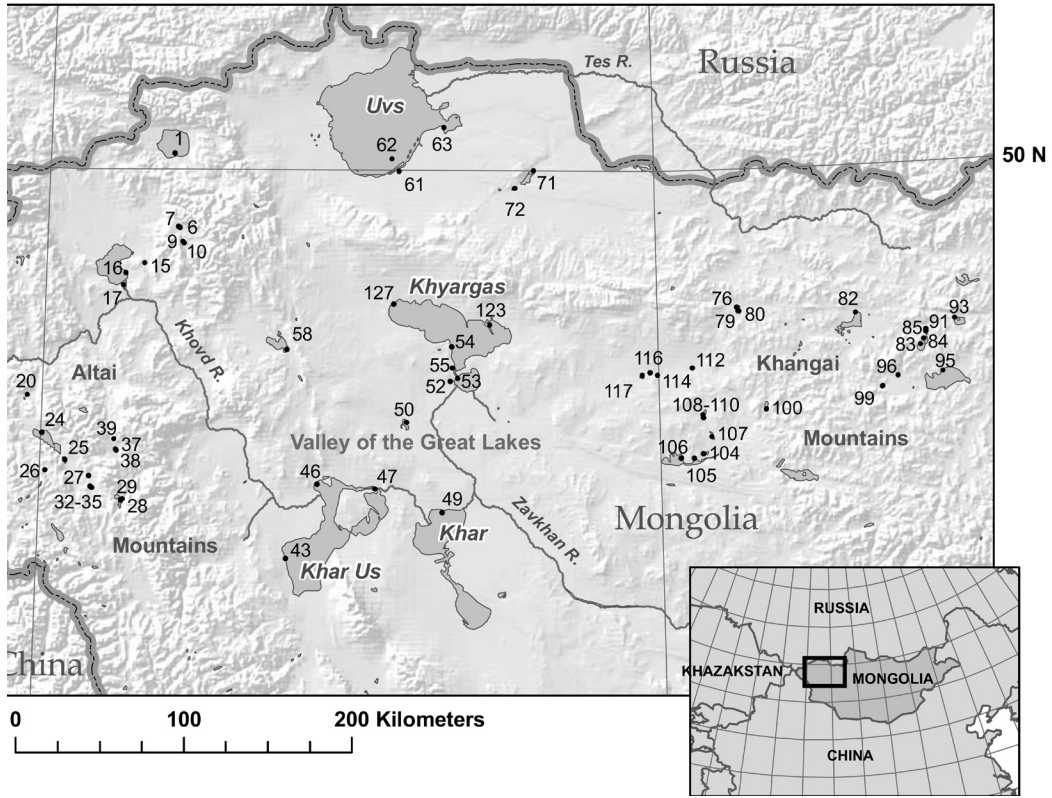 Russia
Tes R.
Uvs
1
62
63
50 N
61
71
72
7
6
9
10
15
16
17
Khyargas
127
123
76
79
80
82
93
91
85
84
83
58
54
Khovd R.
55
52
53
116
112
117
114
Khangai
96
95
99
Altai
20
24
50
108-110
100
39
37
38
25
Valley of the Great Lakes
107
Mountains
26
27
106
104
105
32-35
29
28
46
47
49
Khar
Zavkhan R.
Mongolia
Mountains
43
Khar Us
China
RUSSIA
KHAZAKSTAN
MONGOLIA
CHINA
0 100 200 Kilometers